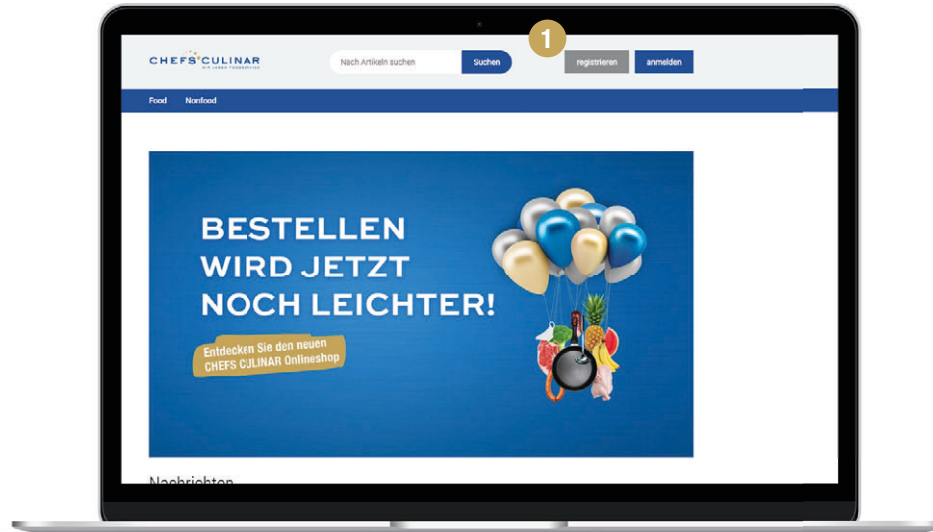 1
CHEFS CULINAR
Nach Artikeln suchen
Suchen
registrieren
anmelden
Food
Nonfood
BESTELLEN
WIRD JETZT
NOCH LEICHTER!
Entdecken Sie den neuen
CHEFS CULINAR Onlineshop
Nachrichten